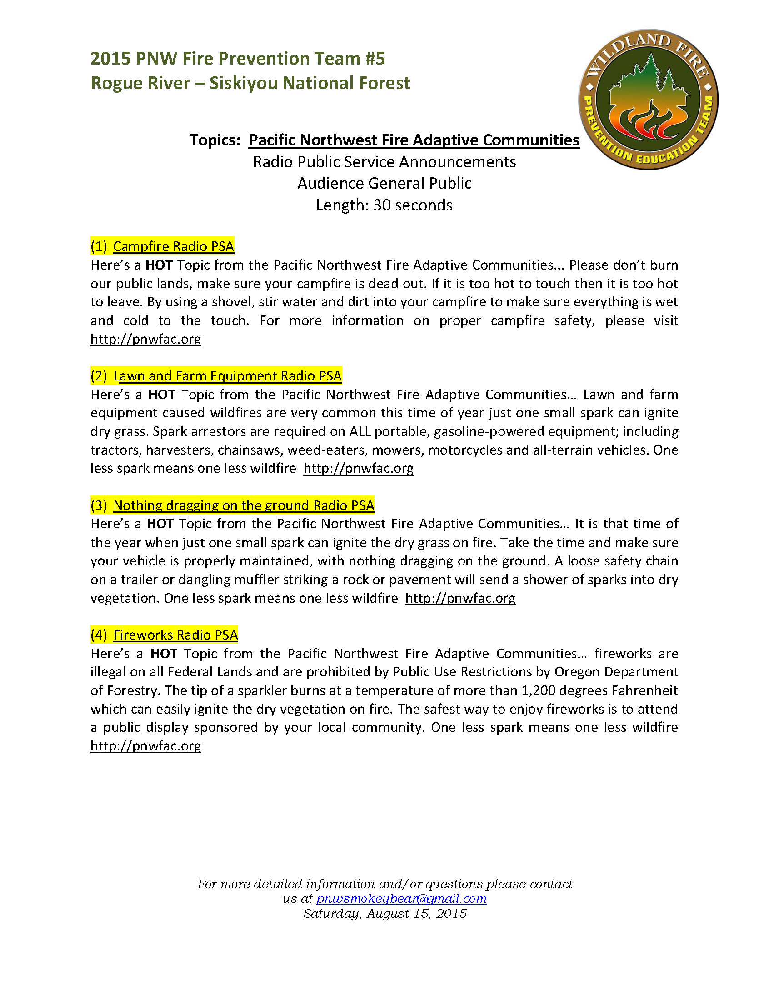 2015 PNW Fire Prevention Team #5
Rogue River – Siskiyou National Forest
WILDLAND FIRE
PREVENTION EDUCATION TEAM
Topics:  Pacific Northwest Fire Adaptive Communities
Radio Public Service Announcements
Audience General Public
Length: 30 seconds
(1) Campfire Radio PSA
Here’s a HOT Topic from the Pacific Northwest Fire Adaptive Communities... Please don’t burn
our public lands, make sure your campfire is dead out. If it is too hot to touch then it is too hot
to leave. By using a shovel, stir water and dirt into your campfire to make sure everything is wet
and cold to the touch. For more information on proper campfire safety, please visit
http://pnwfac.org
(2) Lawn and Farm Equipment Radio PSA
Here’s a HOT Topic from the Pacific Northwest Fire Adaptive Communities… Lawn and farm
equipment caused wildfires are very common this time of year just one small spark can ignite
dry grass. Spark arrestors are required on ALL portable, gasoline-powered equipment; including
tractors, harvesters, chainsaws, weed-eaters, mowers, motorcycles and all-terrain vehicles. One
less spark means one less wildfire  http://pnwfac.org
(3) Nothing dragging on the ground Radio PSA
Here’s a HOT Topic from the Pacific Northwest Fire Adaptive Communities… It is that time of
the year when just one small spark can ignite the dry grass on fire. Take the time and make sure
your vehicle is properly maintained, with nothing dragging on the ground. A loose safety chain
on a trailer or dangling muffler striking a rock or pavement will send a shower of sparks into dry
vegetation. One less spark means one less wildfire  http://pnwfac.org
(4) Fireworks Radio PSA
Here’s a HOT Topic from the Pacific Northwest Fire Adaptive Communities… fireworks are
illegal on all Federal Lands and are prohibited by Public Use Restrictions by Oregon Department
of Forestry. The tip of a sparkler burns at a temperature of more than 1,200 degrees Fahrenheit
which can easily ignite the dry vegetation on fire. The safest way to enjoy fireworks is to attend
a public display sponsored by your local community. One less spark means one less wildfire
http://pnwfac.org
For more detailed information and/or questions please contact
us at pnwsmokeybear@gmail.com
Saturday, August 15, 2015